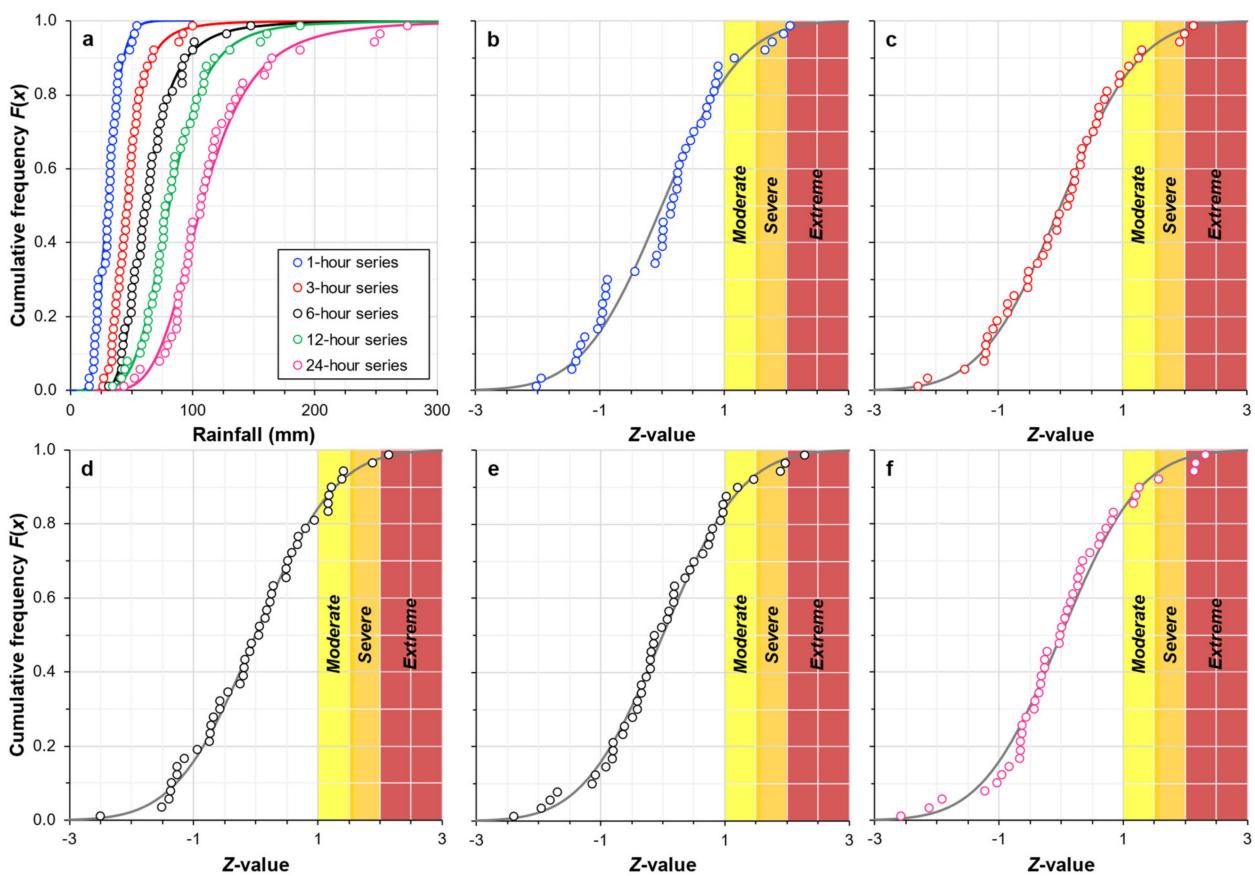 a
b
c
Cumulative frequency F(x)
1.0
0.8
0.6
0.4
0.2
0.0
1-hour series
3-hour series
6-hour series
12-hour series
24-hour series
Moderate
Severe
Extreme
Moderate
Severe
Extreme
0 100 200 300
Rainfall (mm)
-3 -1 1 3
Z-value
-3 -1 1 3
Z-value
d
e
f
Cumulative frequency F(x)
1.0
0.8
0.6
0.4
0.2
0.0
Moderate
Severe
Extreme
Moderate
Severe
Extreme
Moderate
Severe
Extreme
-3 -1 1 3
Z-value
-3 -1 1 3
Z-value
-3 -1 1 3
Z-value